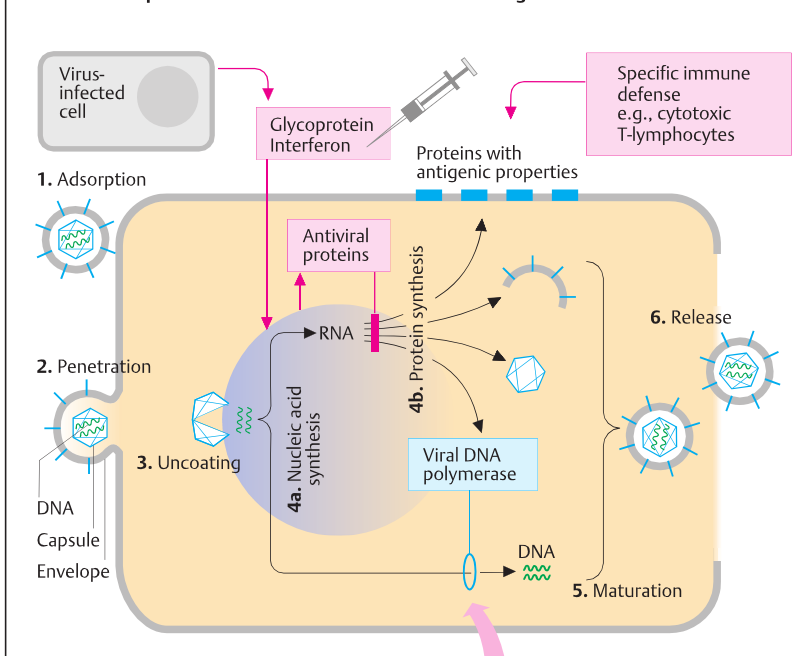 Virus-
infected
cell
Glycoprotein
Interferon
Specific immune
defense
e.g., cytotoxic
T-lymphocytes
Proteins with
antigenic properties
1. Adsorption
Antiviral
proteins
RNA
4b. Protein synthesis
6. Release
2. Penetration
3. Uncoating
4a. Nucleic acid
synthesis
Viral DNA
polymerase
DNA
Capsule
Envelope
DNA
5. Maturation